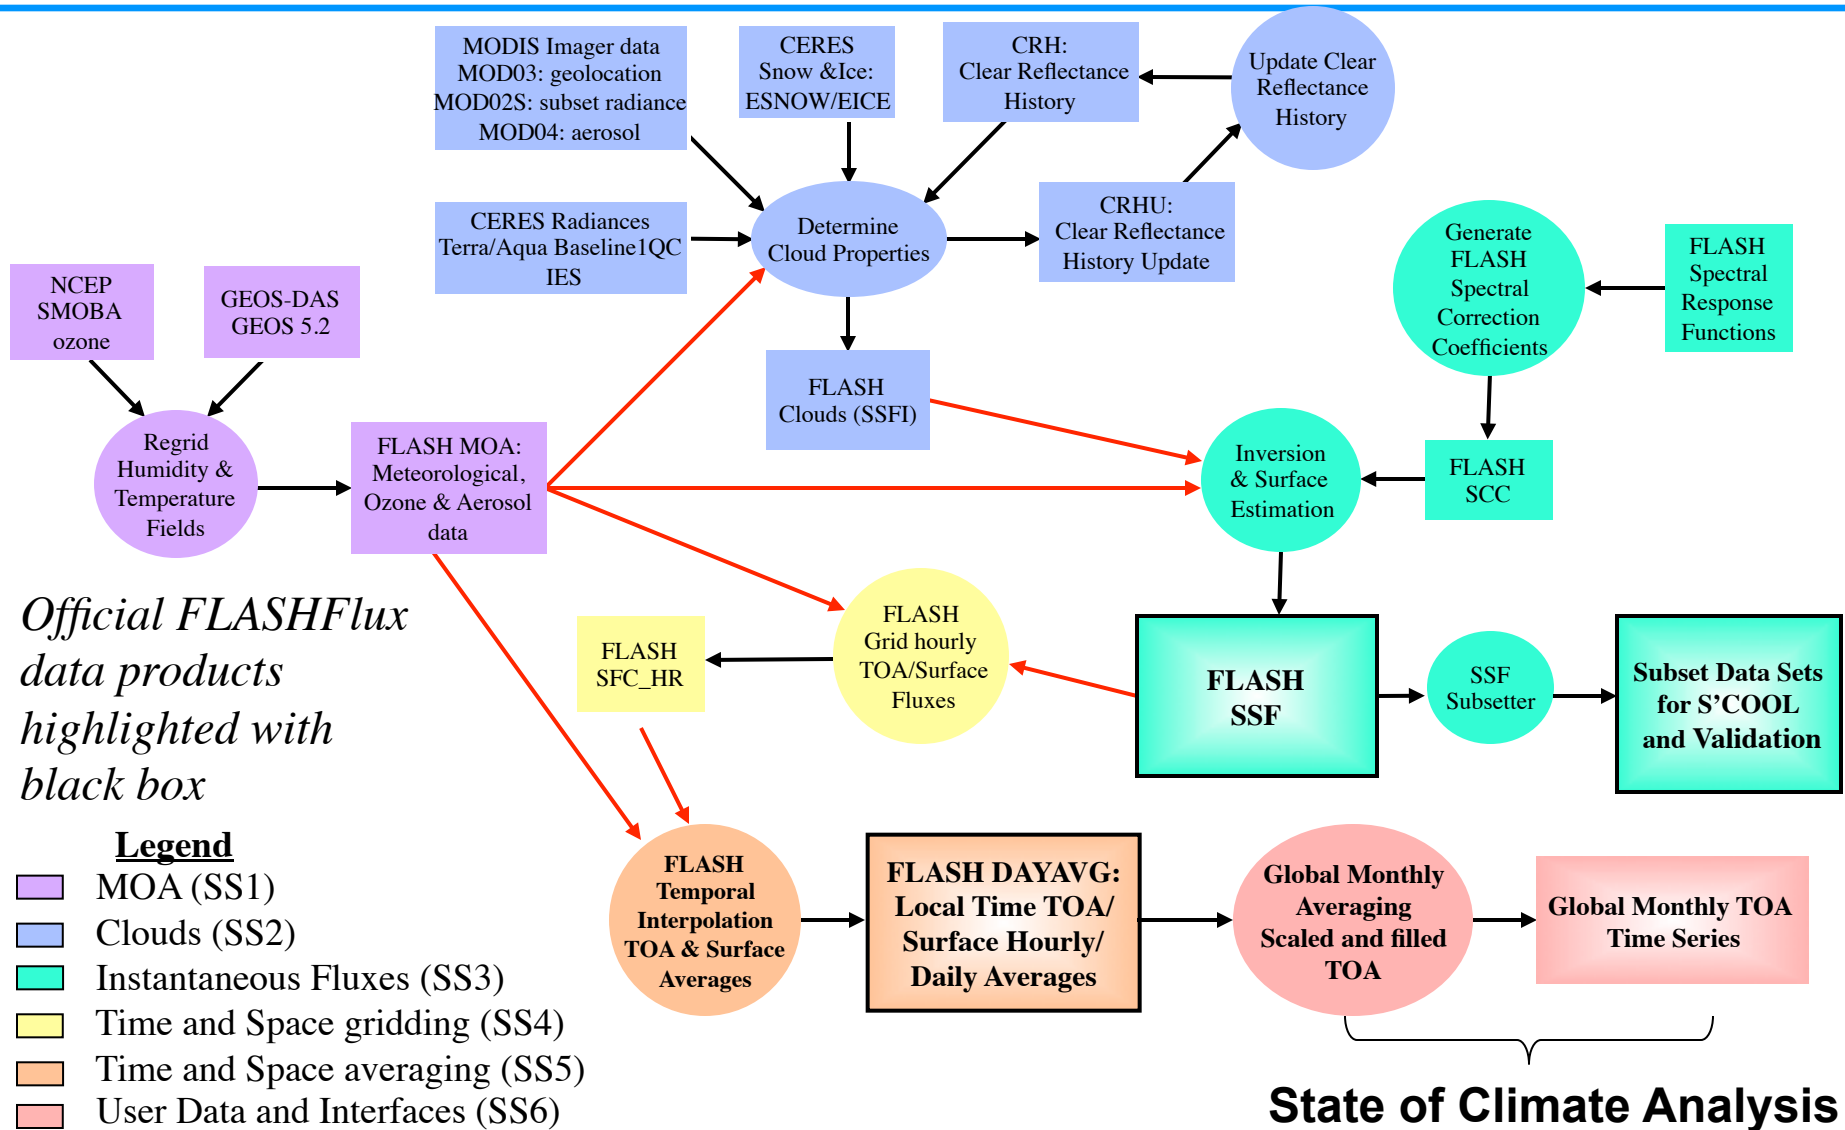 MODIS Imager data
MOD03: geolocation
MOD02S: subset radiance
MOD04: aerosol
CERES
Snow &Ice:
ESNOW/EICE
CRH:
Clear Reflectance
History
Update Clear
Reflectance
History
CERES Radiances
Terra/Aqua Baseline1QC
IES
Determine
Cloud Properties
CRHU:
Clear Reflectance
History Update
Generate
FLASH
Spectral
Correction
Coefficients
FLASH
Spectral
Response
Functions
NCEP
SMOBA
ozone
GEOS-DAS
GEOS 5.2
FLASH
Clouds (SSFI)
Regrid
Humidity &
Temperature
Fields
FLASH MOA:
Meteorological,
Ozone & Aerosol
data
Inversion
& Surface
Estimation
FLASH
SCC
Official FLASHFlux
data products
highlighted with
black box
FLASH
SFC_HR
FLASH
Grid hourly
TOA/Surface
Fluxes
FLASH
SSF
SSF
Subsetter
Subset Data Sets
for S’COOL
and Validation
Legend
MOA (SS1)
Clouds (SS2)
Instantaneous Fluxes (SS3)
Time and Space gridding (SS4)
Time and Space averaging (SS5)
User Data and Interfaces (SS6)
FLASH
Temporal
Interpolation
TOA & Surface
Averages
FLASH DAYAVG:
Local Time TOA/
Surface Hourly/
Daily Averages
Global Monthly
Averaging
Scaled and filled
TOA
Global Monthly TOA
Time Series
State of Climate Analysis